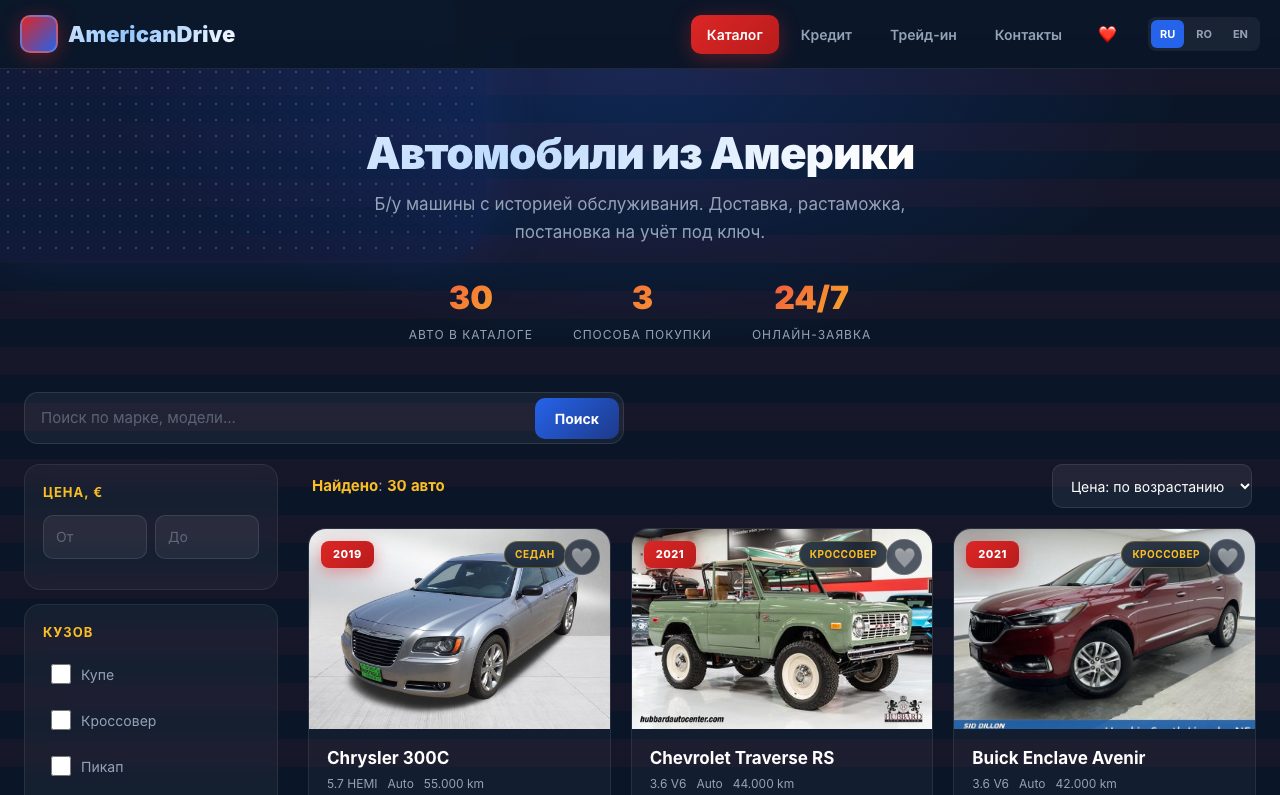 AmericanDrive
Каталог
Кредит
Трейд-ин
Контакты
RU
RO
EN
Автомобили из Америки
Б/у машины с историей обслуживания. Доставка, растаможка,
постановка на учёт под ключ.
30
3
24/7
АВТО В КАТАЛОГЕ
СПОСОБА ПОКУПКИ
ОНЛАЙН-ЗАЯВКА
Поиск по марке, модели...
Поиск
ЦЕНА, €
От
До
КУЗОВ
Купе
Кроссовер
Пикап
Найдено: 30 авто
Цена: по возрастанию
2019
СЕДАН
Chrysler 300C
5.7 HEMI Auto 55.000 km
2021
КРОССОВЕР
hubbardautocenter.com
HUBBARD
Chevrolet Traverse RS
3.6 V6 Auto 44.000 km
2021
КРОССОВЕР
SID DILLON
Buick Enclave Avenir
3.6 V6 Auto 42.000 km